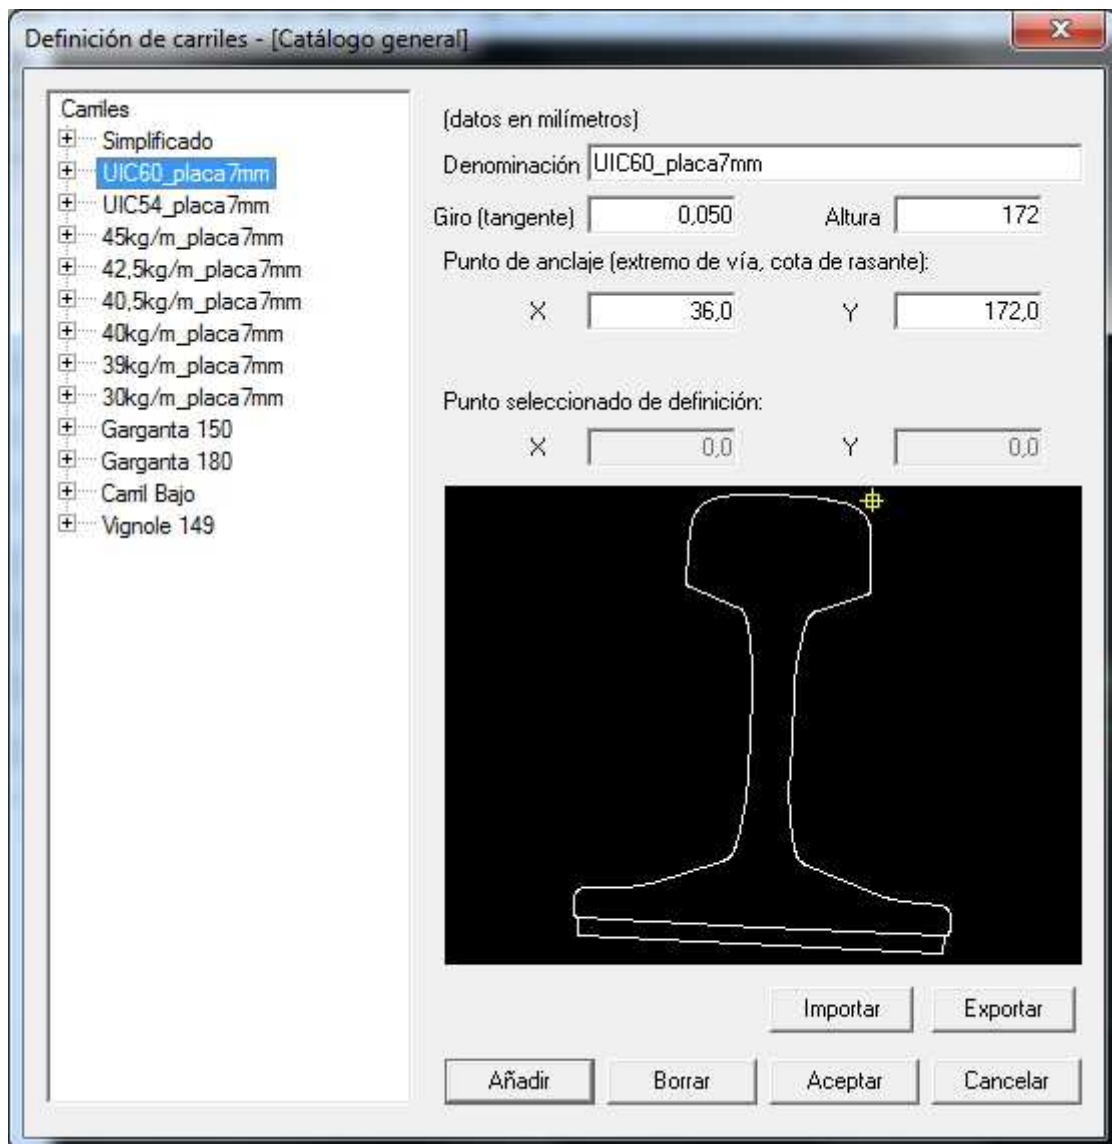 Definición de carriles - [Catálogo general]
Carriles
Simplificado
UIC60_placa7mm
UIC54_placa7mm
45kg/m_placa7mm
42,5kg/m_placa7mm
40,5kg/m_placa7mm
40kg/m_placa7mm
39kg/m_placa7mm
30kg/m_placa7mm
Garganta 150
Garganta 180
Carril Bajo
Vignole 149
(datos en milímetros)
Denominación UIC60_placa7mm
Giro (tangente) 0,050 Altura 172
Punto de anclaje (extremo de vía, cota de rasante):
X 36,0 Y 172,0
Punto seleccionado de definición:
X 0,0 Y 0,0
Importar Exportar
Añadir Borrar Aceptar Cancelar